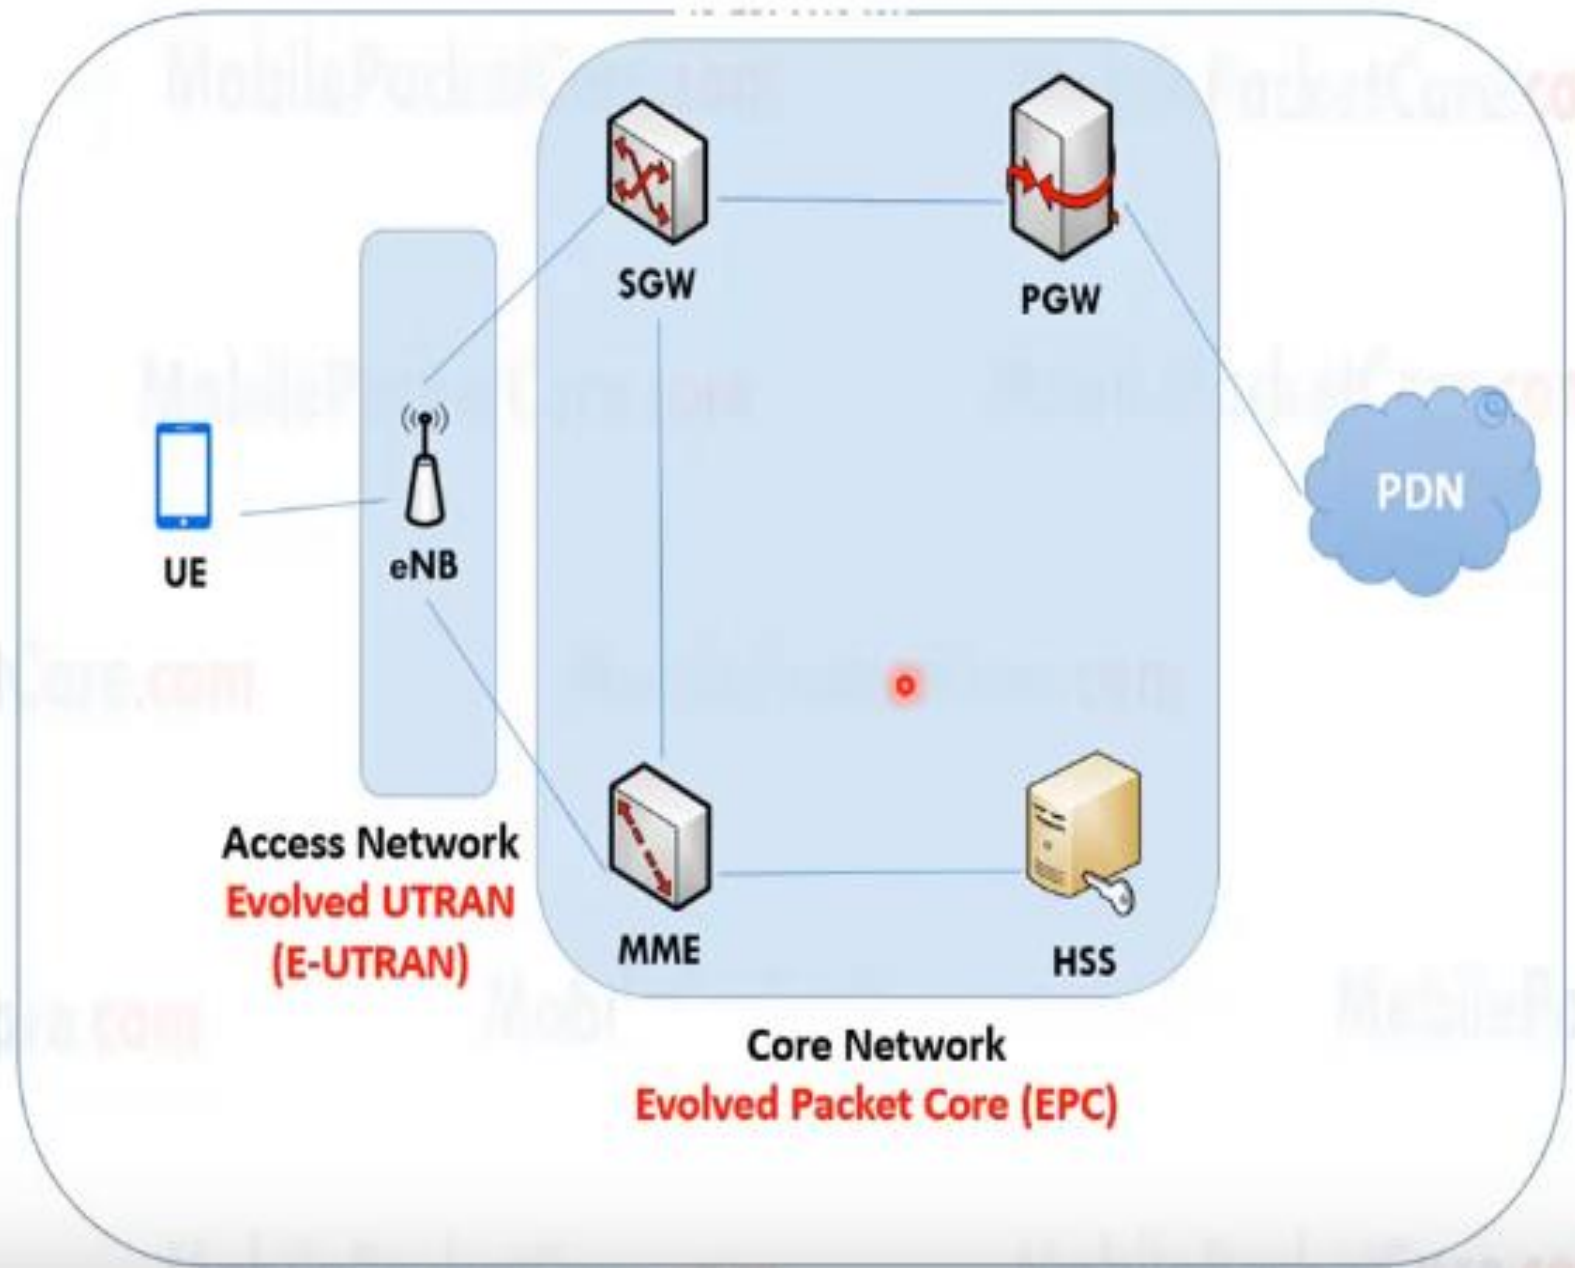 SGW
PGW
UE
eNB
PDN
Access Network
Evolved UTRAN
(E-UTRAN)
MME
HSS
Core Network
Evolved Packet Core (EPC)